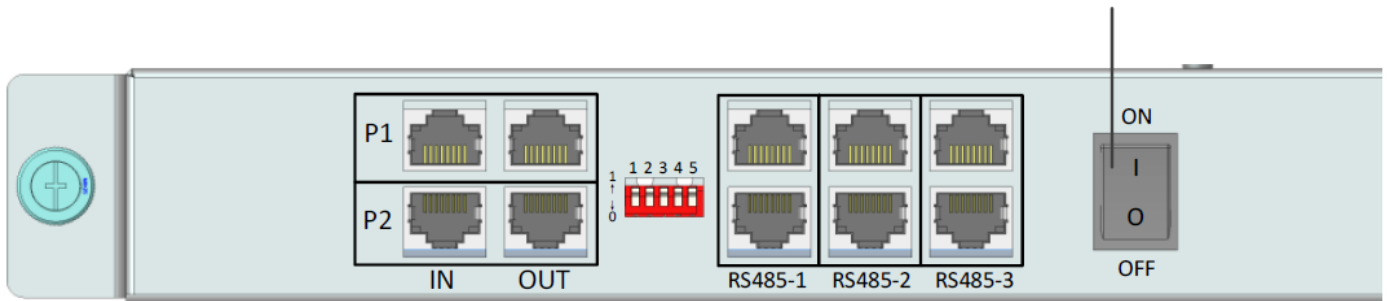 ON
P1
1 2 3 4 5
1
↑
↓
0
I
O
P2
IN OUT
RS485-1 RS485-2 RS485-3
OFF